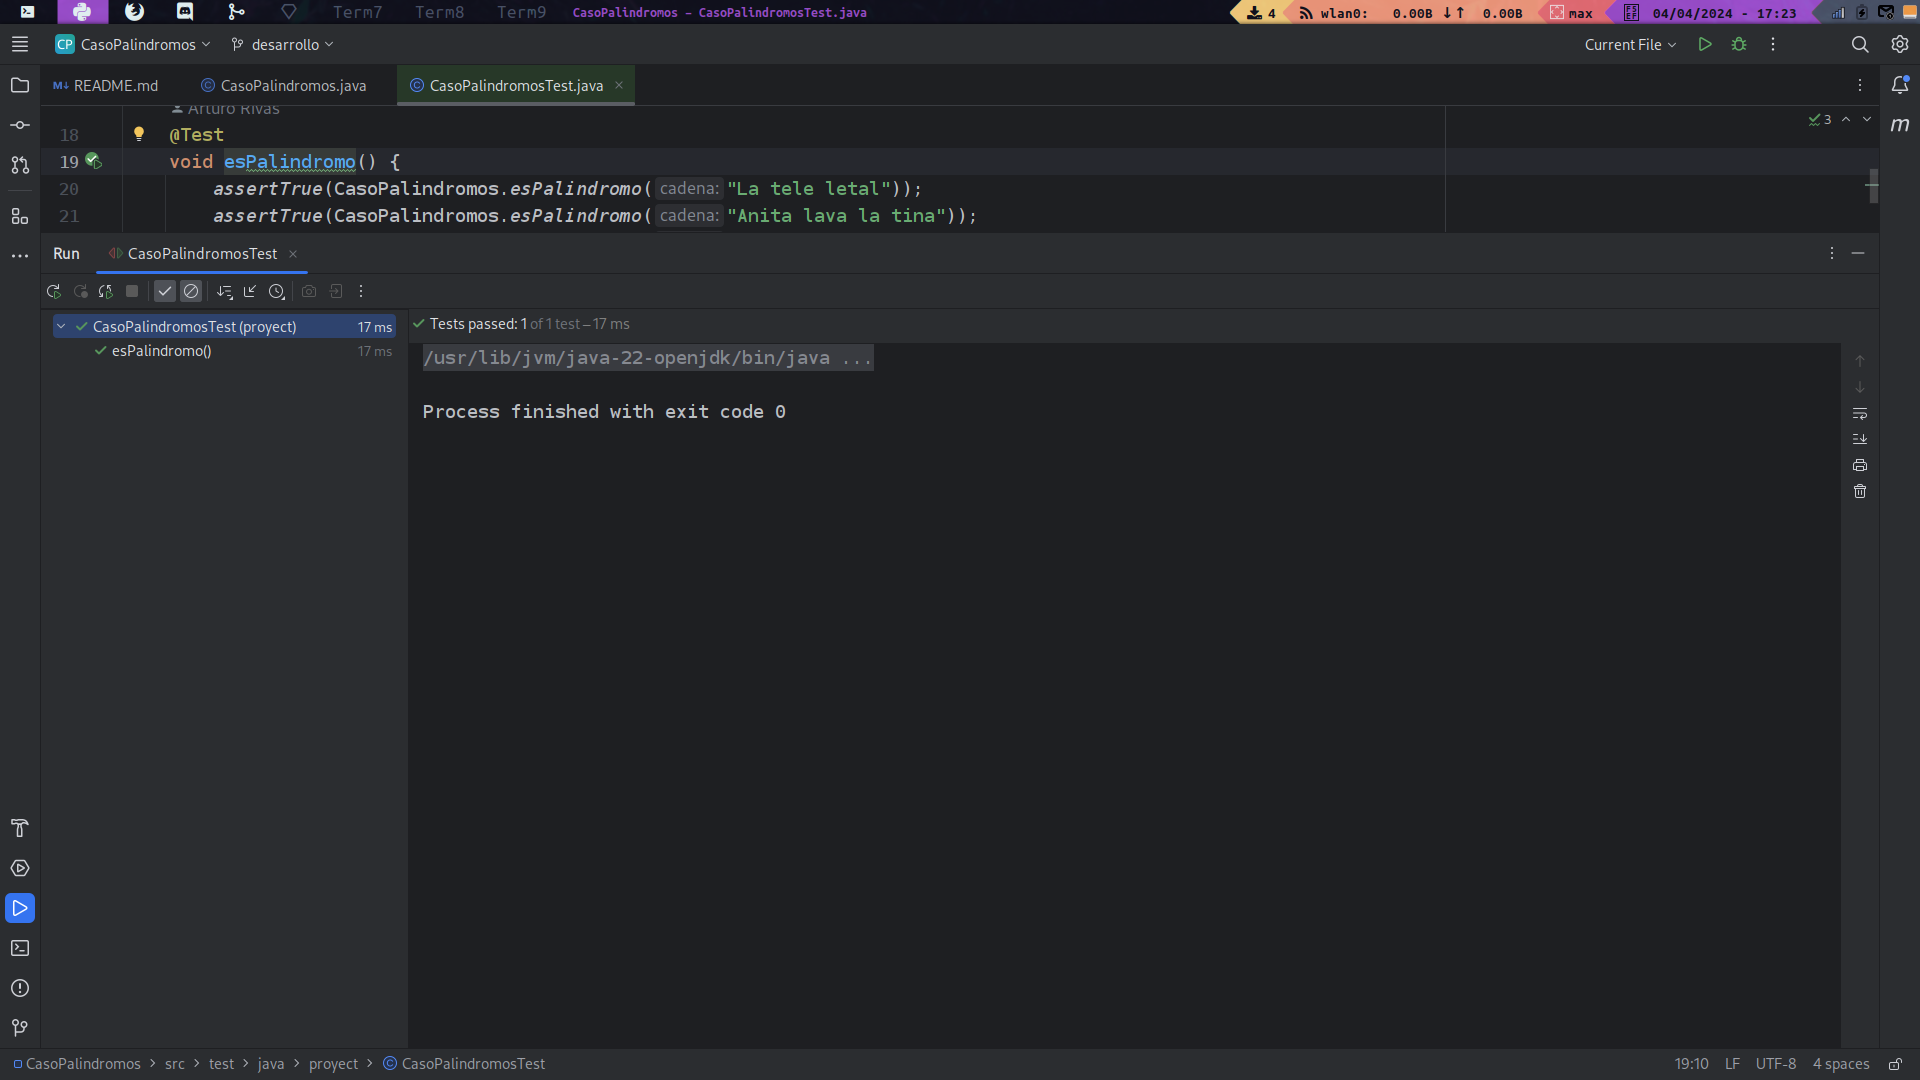 Term7 Term8 Term9 CasoPalindromos - CasoPalindromosTest.java 4 wlan0: 0.00B ↓↑ 0.00B max 04/04/2024 - 17:23
CP CasoPalindromos desarrollo Current File
M↓ README.md CasoPalindromos.java CasoPalindromosTest.java
Arturo Rivas
18 @Test 3
19 void esPalindromo() {
20 assertTrue(CasoPalindromos.esPalindromo( cadena: "La tele letal"));
21 assertTrue(CasoPalindromos.esPalindromo( cadena: "Anita lava la tina"));
Run CasoPalindromosTest
CasoPalindromosTest (proyect) 17 ms
esPalindromo() 17 ms
Tests passed: 1 of 1 test – 17 ms
/usr/lib/jvm/java-22-openjdk/bin/java ...
Process finished with exit code 0
m
CasoPalindromos > src > test > java > proyect > CasoPalindromosTest 19:10 LF UTF-8 4 spaces